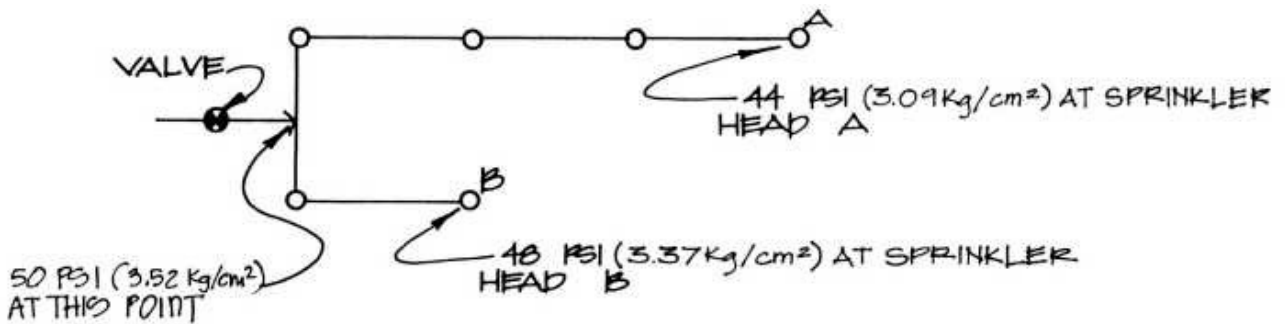 A
VALVE
44 PSI (3.09Kg/cm²) AT SPRINKLER
HEAD A
B
48 PSI (3.37Kg/cm²) AT SPRINKLER
HEAD B
50 PSI (3.52 Kg/cm²)
AT THIS POINT